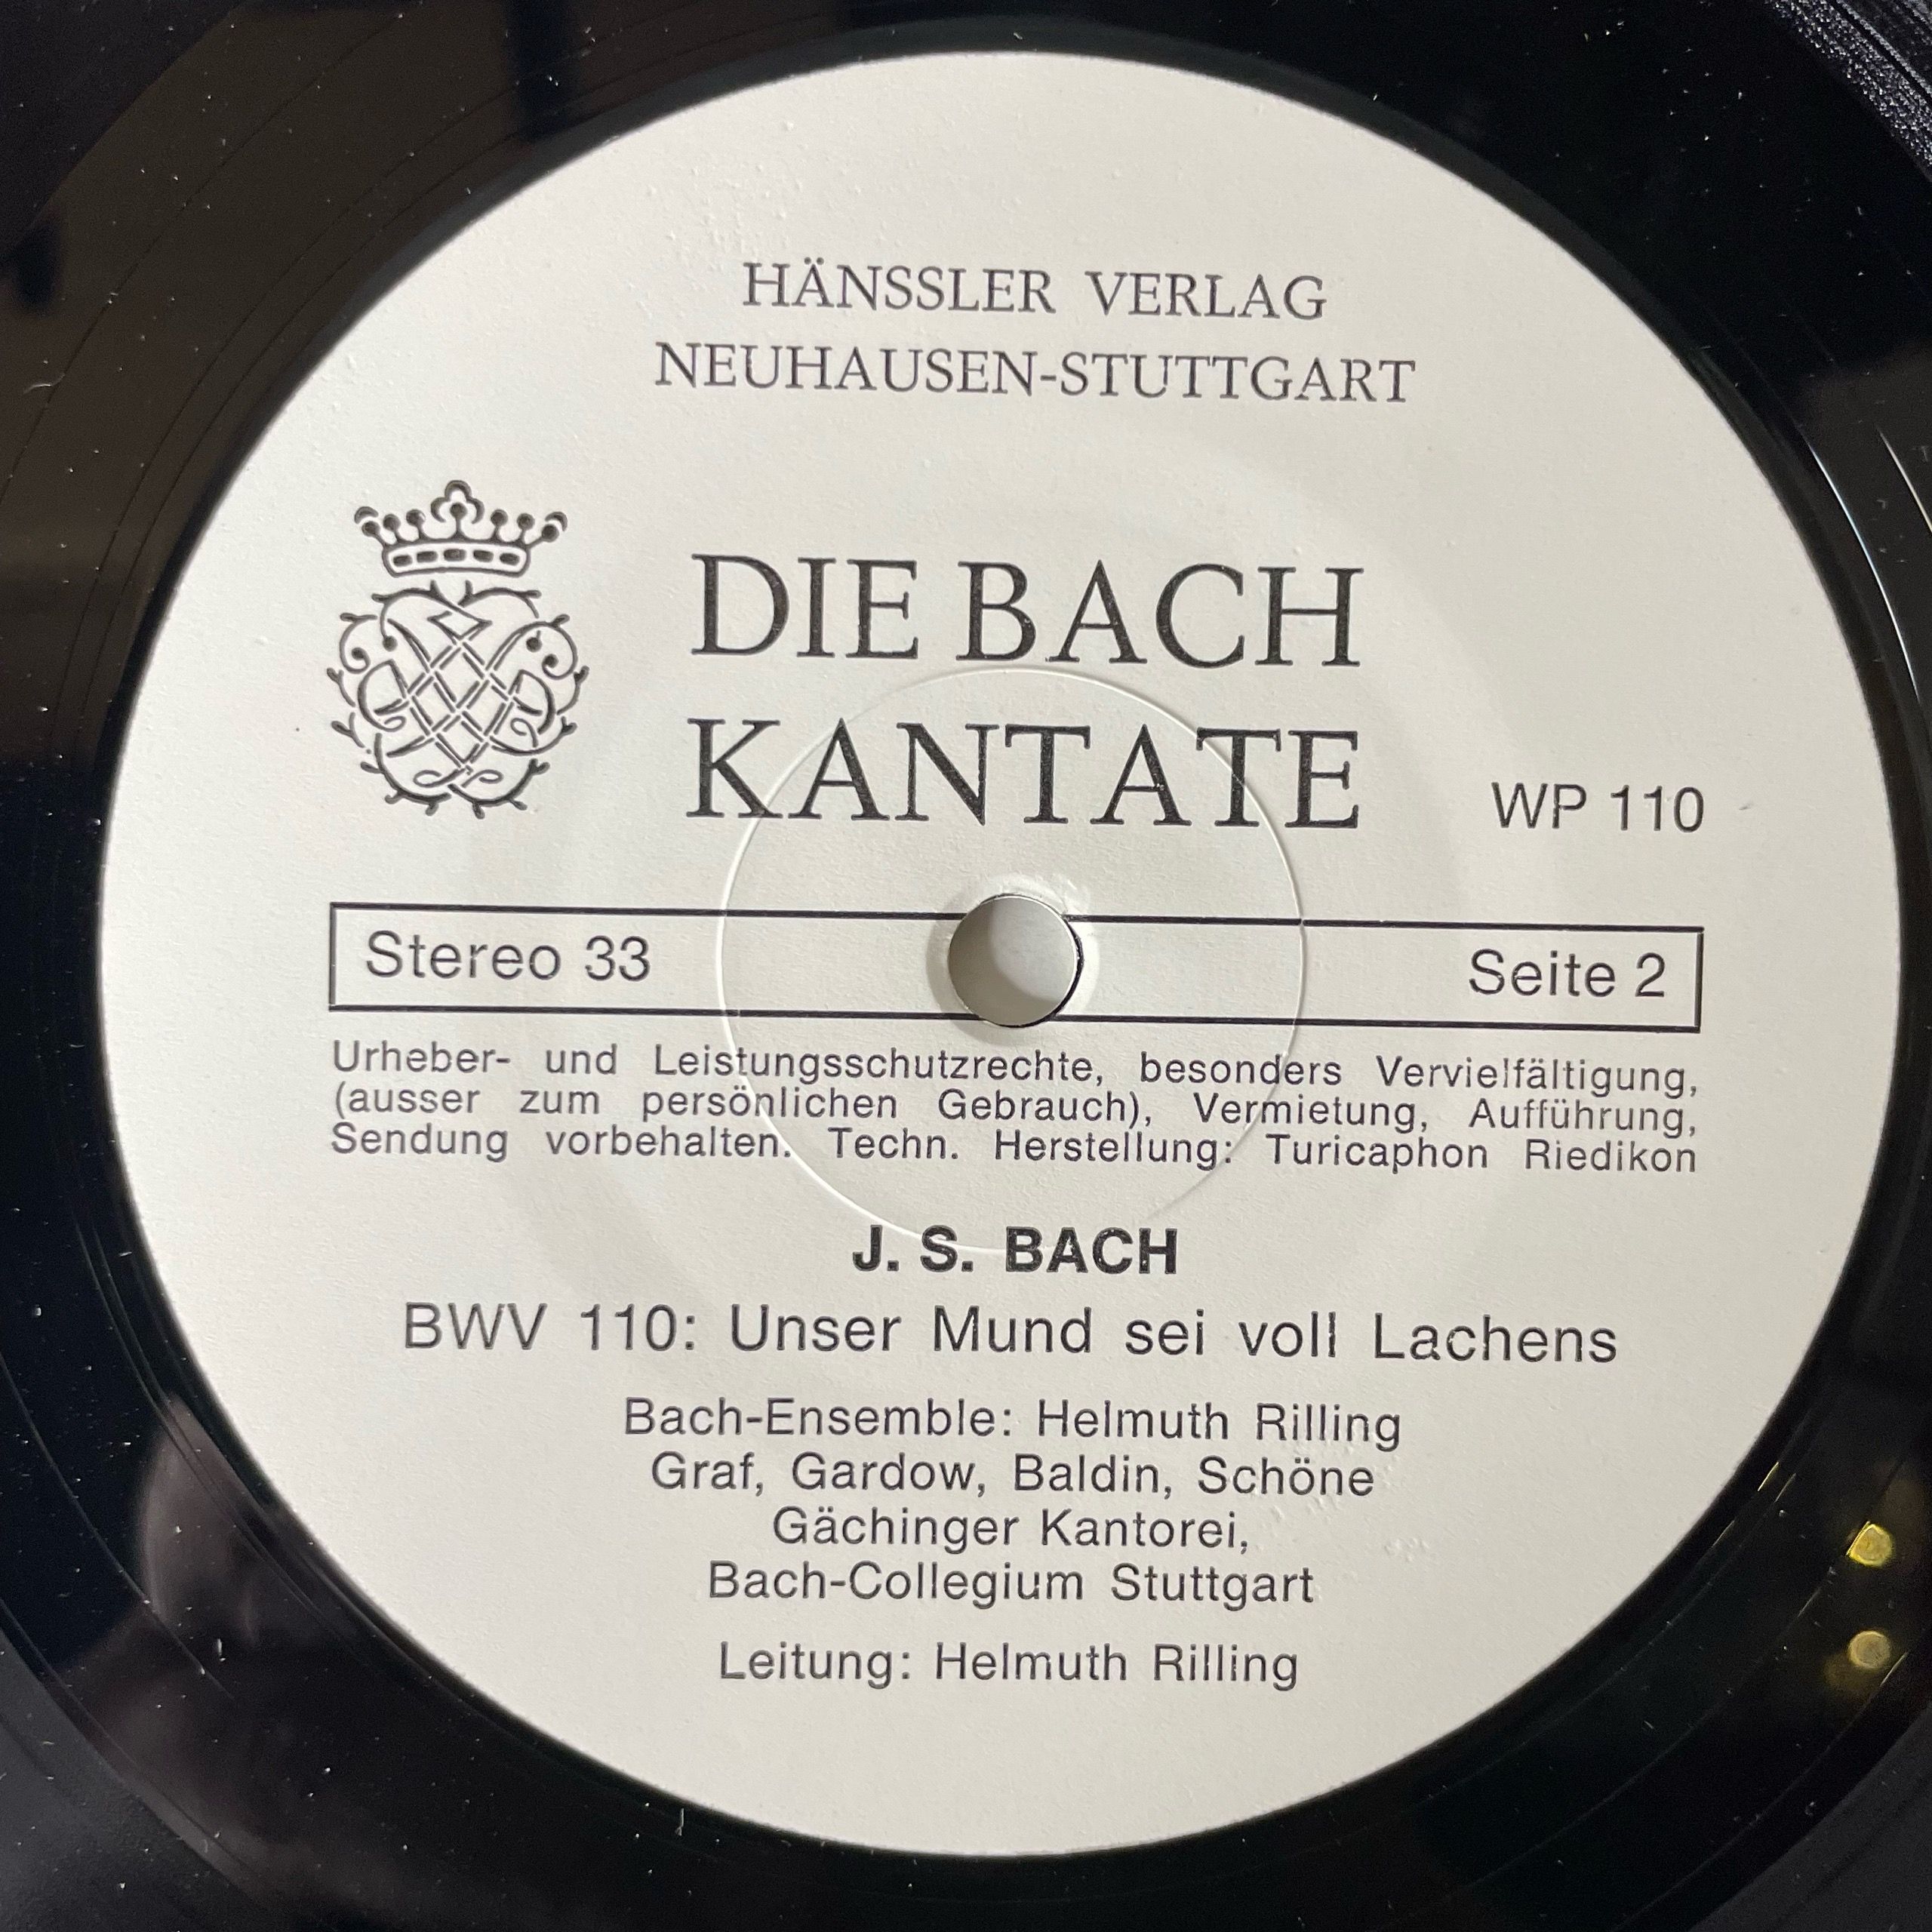 HÄNSSLER VERLAG
NEUHAUSEN-STUTTGART
DIE BACH
KANTATE
WP 110
Stereo 33
Seite 2
Urheber- und Leistungsschutzrechte, besonders Vervielfältigung,
(ausser zum persönlichen Gebrauch), Vermietung, Aufführung,
Sendung vorbehalten. Techn. Herstellung: Turicaphon Riedikon
J. S. BACH
BWV 110: Unser Mund sei voll Lachens
Bach-Ensemble: Helmuth Rilling
Graf, Gardow, Baldin, Schöne
Gächinger Kantorei,
Bach-Collegium Stuttgart
Leitung: Helmuth Rilling